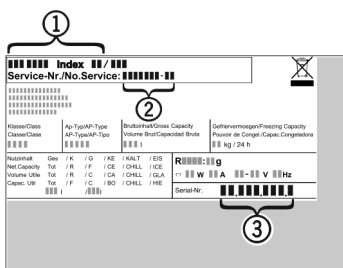 1
Index /
Service-Nr./No.Service: -
2
Klasse/Class
Classe/Clase
Ap-Typ/AP-Type
AP-Type/AP-Tipo
Bruttoinhalt/Gross Capacity
Volume Brut/Capacidad Bruta
l
Gefriervermoegen/Freezing Capacity
Pouvoir de Congel./Capac.Congeladora
kg / 24 h
Nutzinhalt Ges / K / G / KE / KALT / EIS
Net.Capacity Tot / R / F / CE / CHILL / ICE
Volume Utile Tot / R / C / CA / CHILL / GLA
Capac. Util Tot / F / C / BO / CHILL / HIE
l / l
R : g
W A - V Hz
Serial-Nr. . . .
3